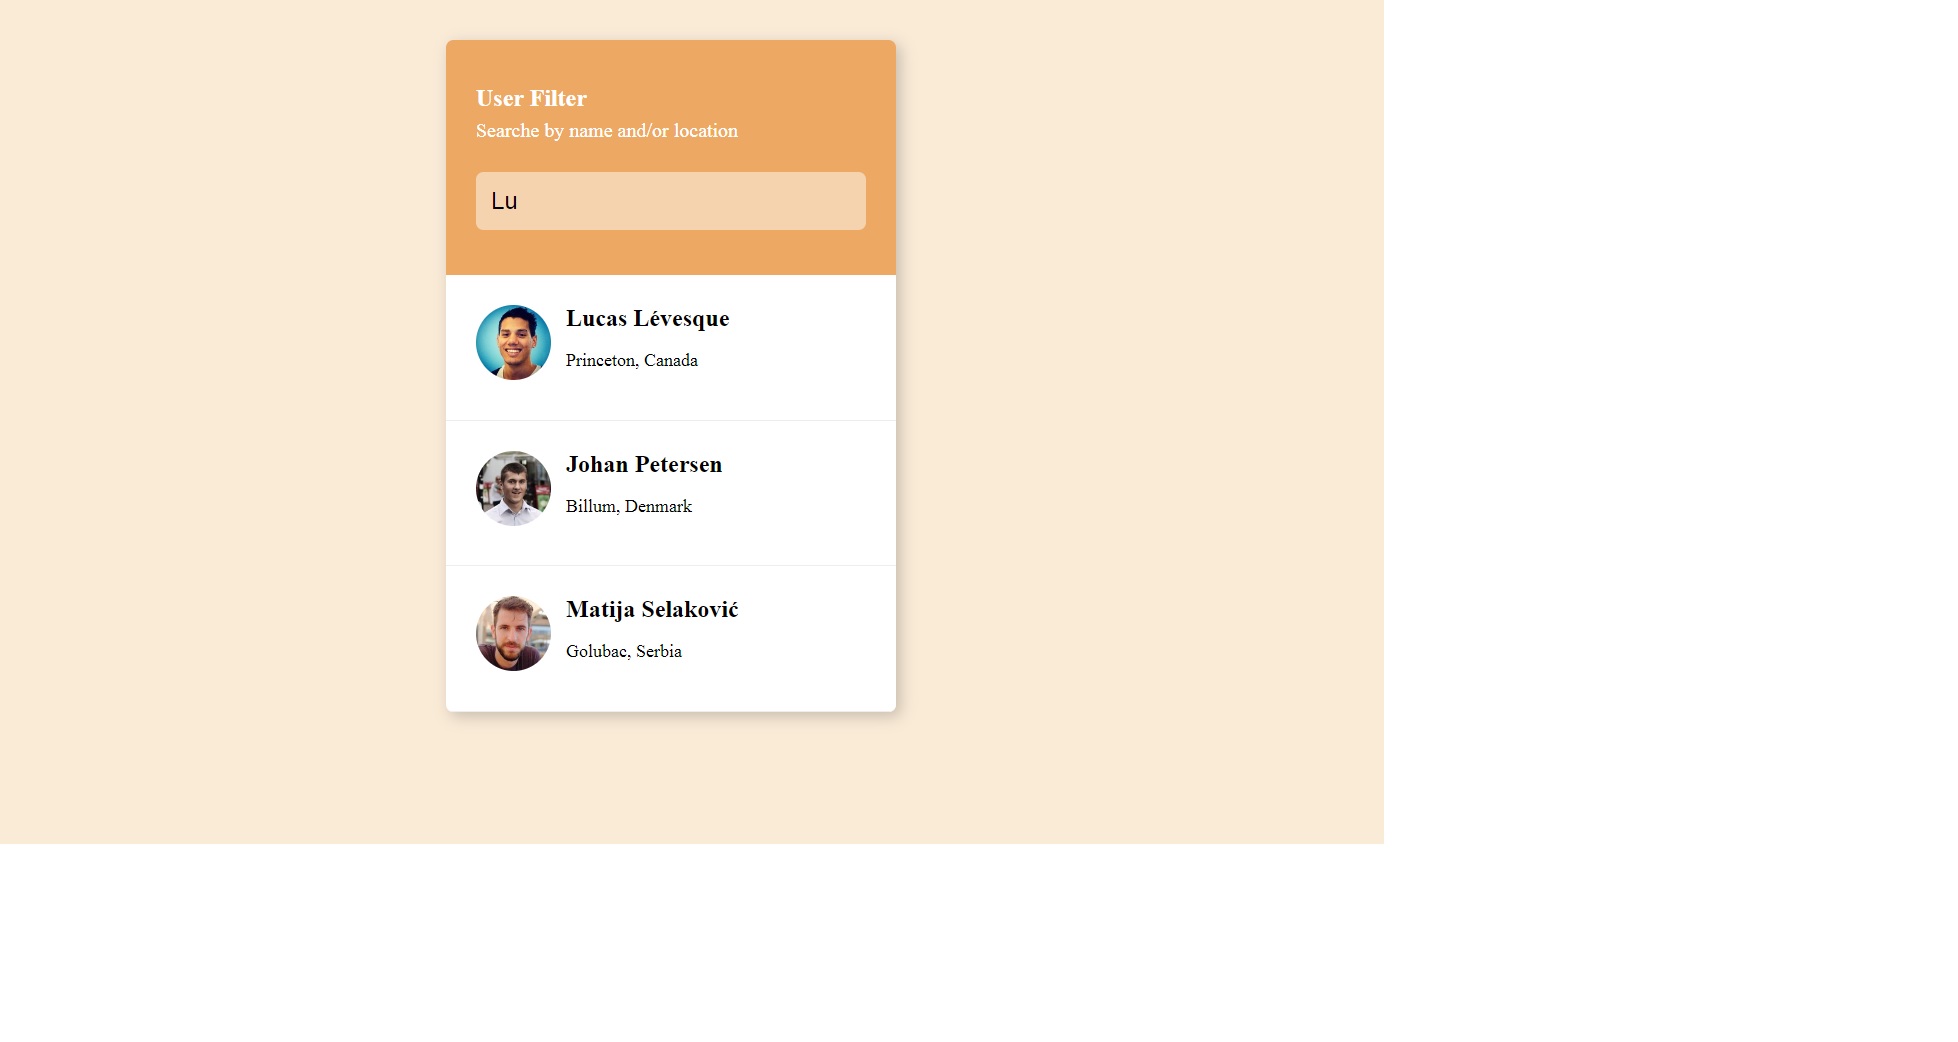 User Filter
Searche by name and/or location
Lu
Lucas Lévesque
Princeton, Canada
Johan Petersen
Billum, Denmark
Matija Selaković
Golubac, Serbia